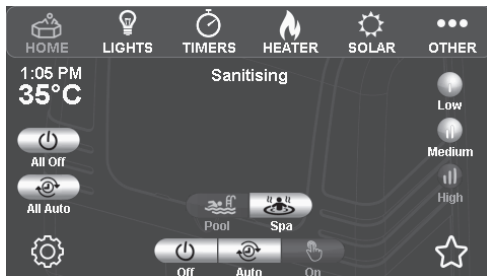 HOME LIGHTS TIMERS HEATER SOLAR OTHER
1:05 PM
35°C
Sanitising
Low
All Off
Medium
All Auto
High
Pool Spa
Off Auto On